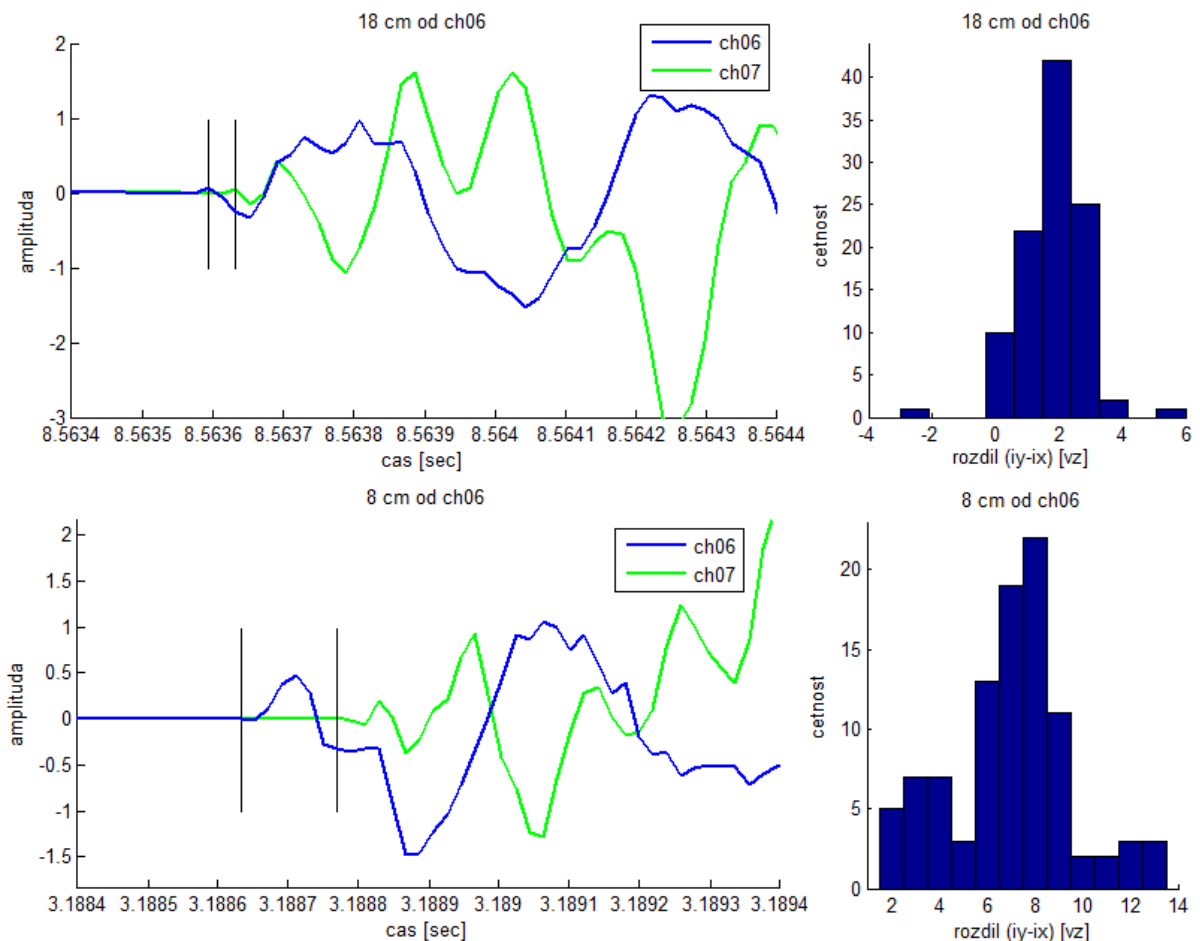 18 cm od ch06
amplituda
2
1
0
-1
-2
-3
ch06
ch07
8.5634 8.5635 8.5636 8.5637 8.5638 8.5639 8.564 8.5641 8.5642 8.5643 8.5644
cas [sec]
18 cm od ch06
cetnost
40
35
30
25
20
15
10
5
0
-4 -2 0 2 4 6
rozdil (iy-ix) [vz]
8 cm od ch06
amplituda
2
1.5
1
0.5
0
-0.5
-1
-1.5
ch06
ch07
3.1884 3.1885 3.1886 3.1887 3.1888 3.1889 3.189 3.1891 3.1892 3.1893 3.1894
cas [sec]
8 cm od ch06
cetnost
20
15
10
5
0
2 4 6 8 10 12 14
rozdil (iy-ix) [vz]